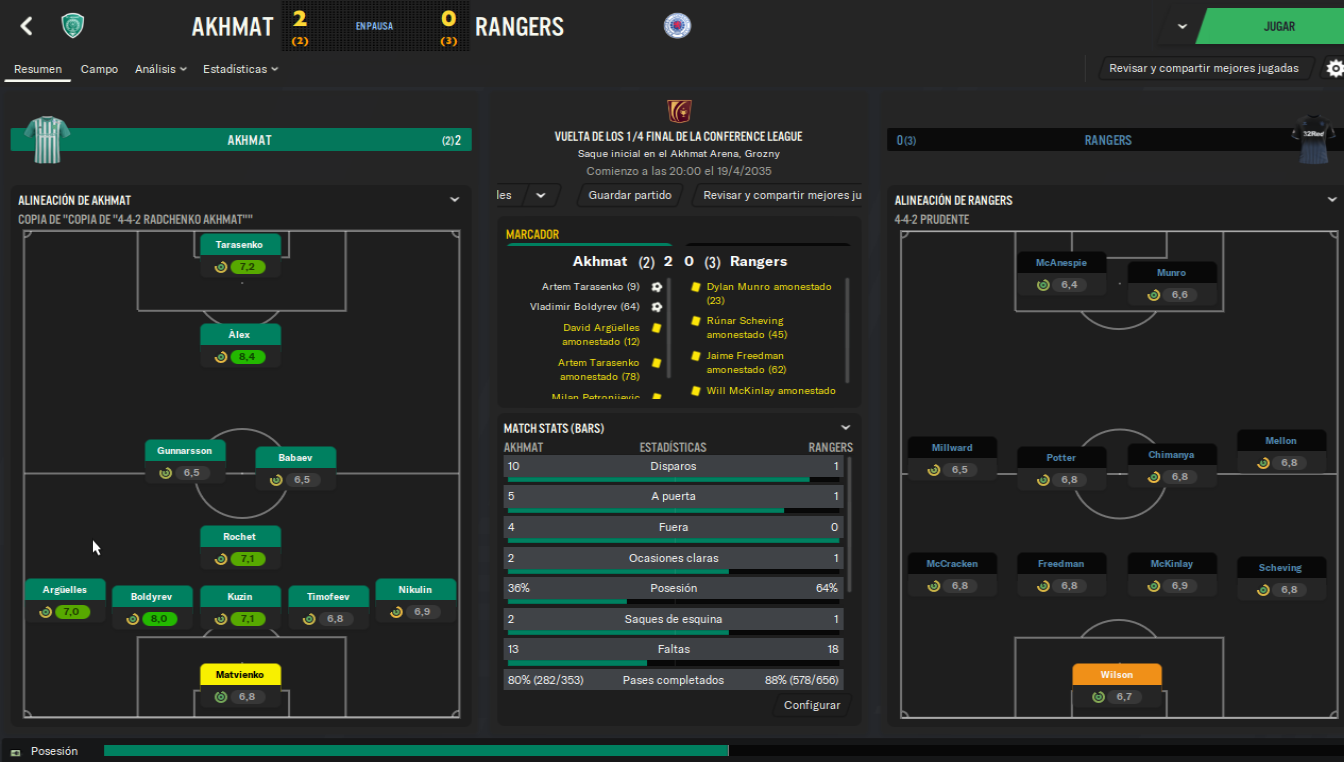 AKHMAT
2
(2)
EN PAUSA
0
(3)
RANGERS
JUGAR
Resumen Campo Análisis Estadísticas
Revisar y compartir mejores jugadas
AKHMAT (2)2
VUELTA DE LOS 1/4 FINAL DE LA CONFERENCE LEAGUE
Saque inicial en el Akhmat Arena, Grozny
Comienzo a las 20:00 el 19/4/2035
0(3) RANGERS
32Red
les Guardar partido Revisar y compartir mejores ju
ALINEACIÓN DE AKHMAT
COPIA DE "COPIA DE "4-4-2 RADCHENKO AKHMAT""
Tarasenko
7,2
Àlex
8,4
Gunnarsson
6,5
Babaev
6,5
Rochet
7,1
Argüelles
7,0
Boldyrev
8,0
Kuzin
7,1
Timofeev
6,8
Nikulin
6,9
Matvienko
6,8
MARCADOR
Akhmat (2) 2 0 (3) Rangers
Artem Tarasenko (9)
Vladimir Boldyrev (64)
David Argüelles
amonestado (12)
Artem Tarasenko
amonestado (78)
Milan Petronijevic
Dylan Munro amonestado
(23)
Rúnar Scheving
amonestado (45)
Jaime Freedman
amonestado (62)
Will McKinlay amonestado
MATCH STATS (BARS)
AKHMAT ESTADÍSTICAS RANGERS
10 Disparos 1
5 A puerta 1
4 Fuera 0
2 Ocasiones claras 1
36% Posesión 64%
2 Saques de esquina 1
13 Faltas 18
80% (282/353) Pases completados 88% (578/656)
Configurar
ALINEACIÓN DE RANGERS
4-4-2 PRUDENTE
McAnespie
6,4
Munro
6,6
Millward
6,5
Potter
6,8
Chimanya
6,8
Mellon
6,8
McCracken
6,8
Freedman
6,8
McKinlay
6,9
Scheving
6,8
Wilson
6,7
Posesión